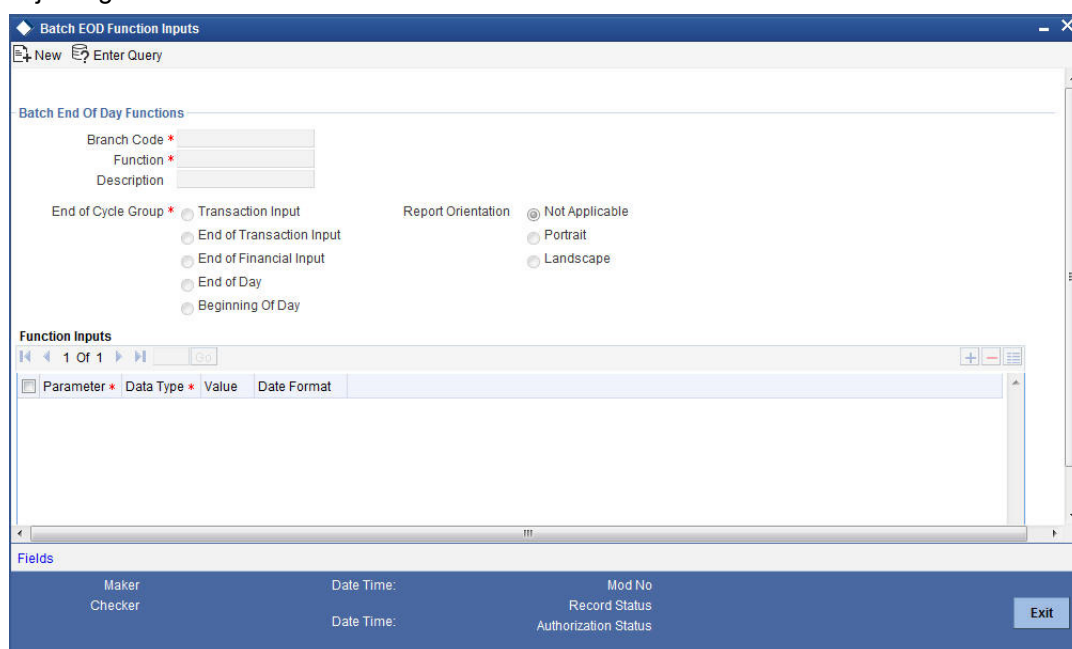 Batch EOD Function Inputs
New Enter Query
Batch End Of Day Functions
Branch Code *
Function *
Description
End of Cycle Group * Transaction Input Report Orientation Not Applicable
End of Transaction Input Portrait
End of Financial Input Landscape
End of Day
Beginning Of Day
Function Inputs
1 Of 1 Go
Parameter * Data Type * Value Date Format
Fields
Maker Date Time: Mod No
Checker Record Status
Date Time: Authorization Status
Exit